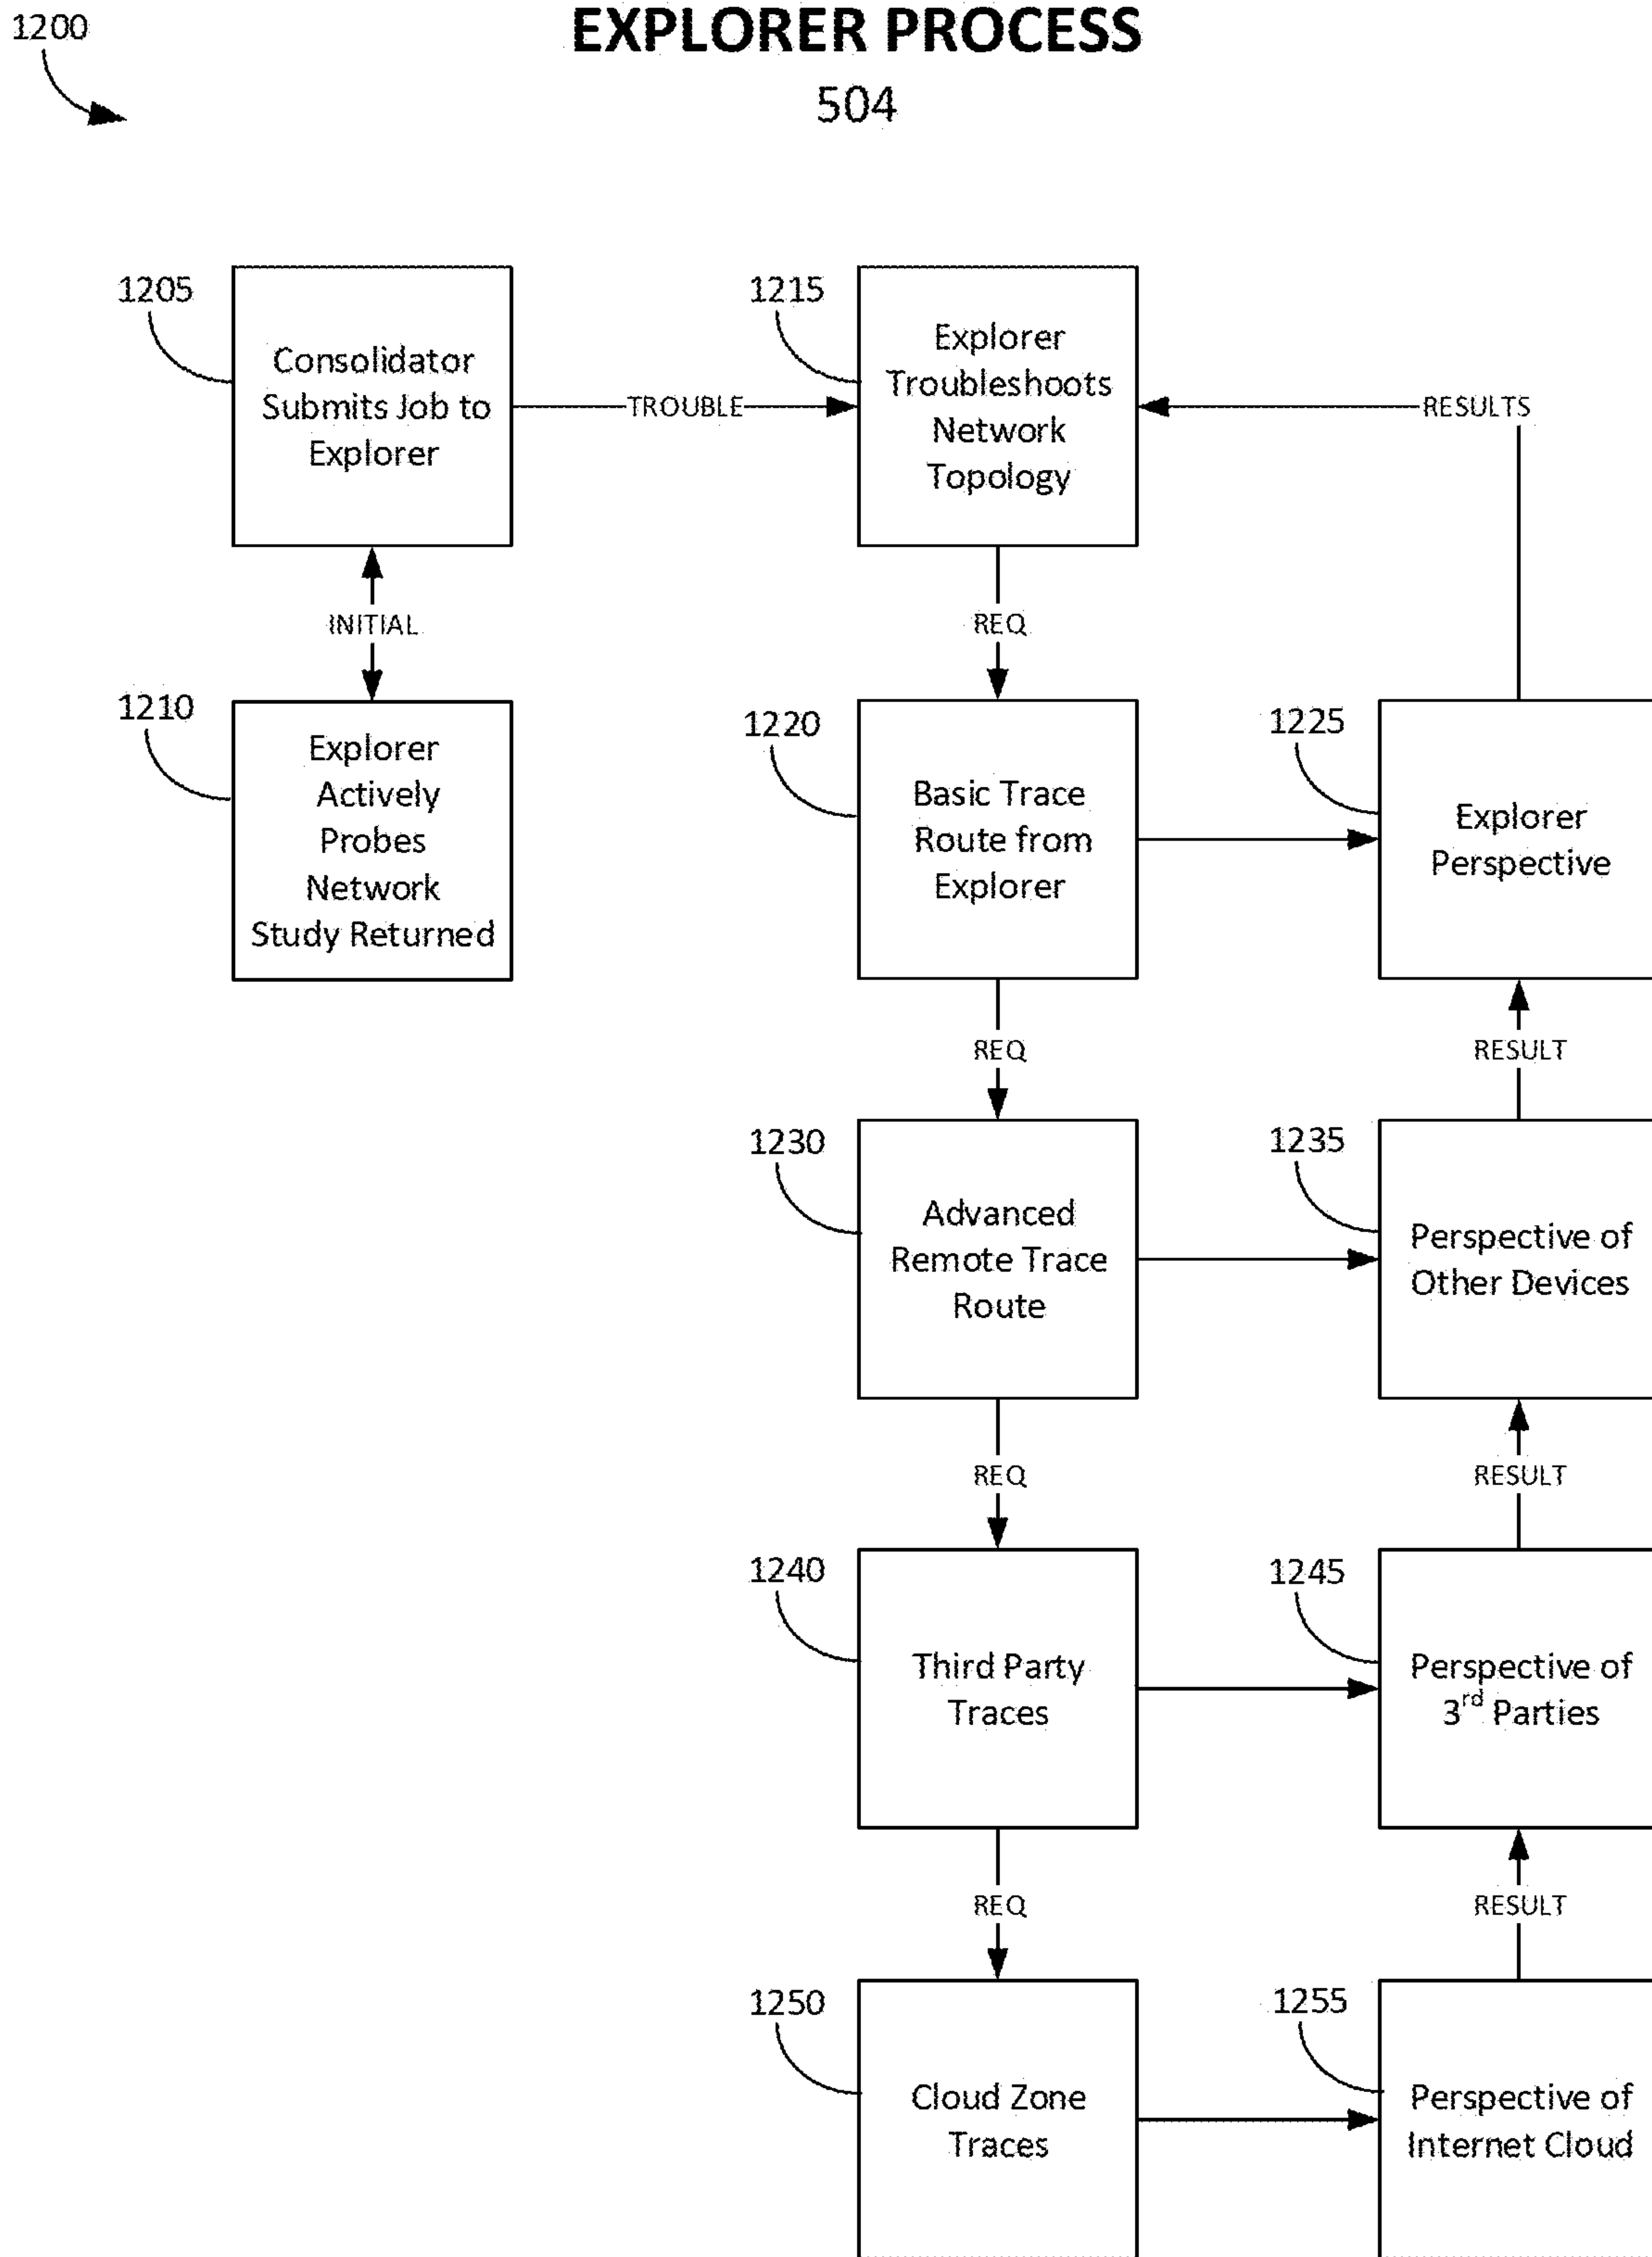 1200
EXPLORER PROCESS
504
1205
Consolidator
Submits Job to
Explorer
TROUBLE
1215
Explorer
Troubleshoots
Network
Topology
RESULTS
INITIAL
REQ
1210
Explorer
Actively
Probes
Network
Study Returned
1220
Basic Trace
Route from
Explorer
1225
Explorer
Perspective
REQ
RESULT
1230
Advanced
Remote Trace
Route
1235
Perspective of
Other Devices
REQ
RESULT
1240
Third Party
Traces
1245
Perspective of
3rd Parties
REQ
RESULT
1250
Cloud Zone
Traces
1255
Perspective of
Internet Cloud